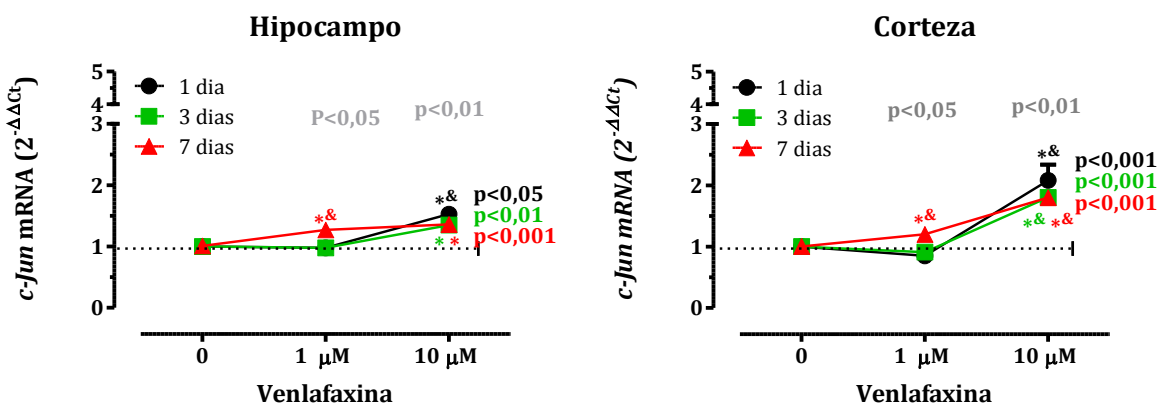 Hipocampo
c-Jun mRNA (2^-ΔΔCt)
5
4
3
2
1
0
1 dia
3 dias
7 dias
P<0,05
p<0,01
*&
*&
p<0,05
p<0,01
p<0,001
* *
0
1 μM
10 μM
Venlafaxina
Corteza
c-Jun mRNA (2^-ΔΔCt)
5
4
3
2
1
0
1 dia
3 dias
7 dias
p<0,05
p<0,01
*&
*&
p<0,001
p<0,001
p<0,001
*& *&
0
1 μM
10 μM
Venlafaxina